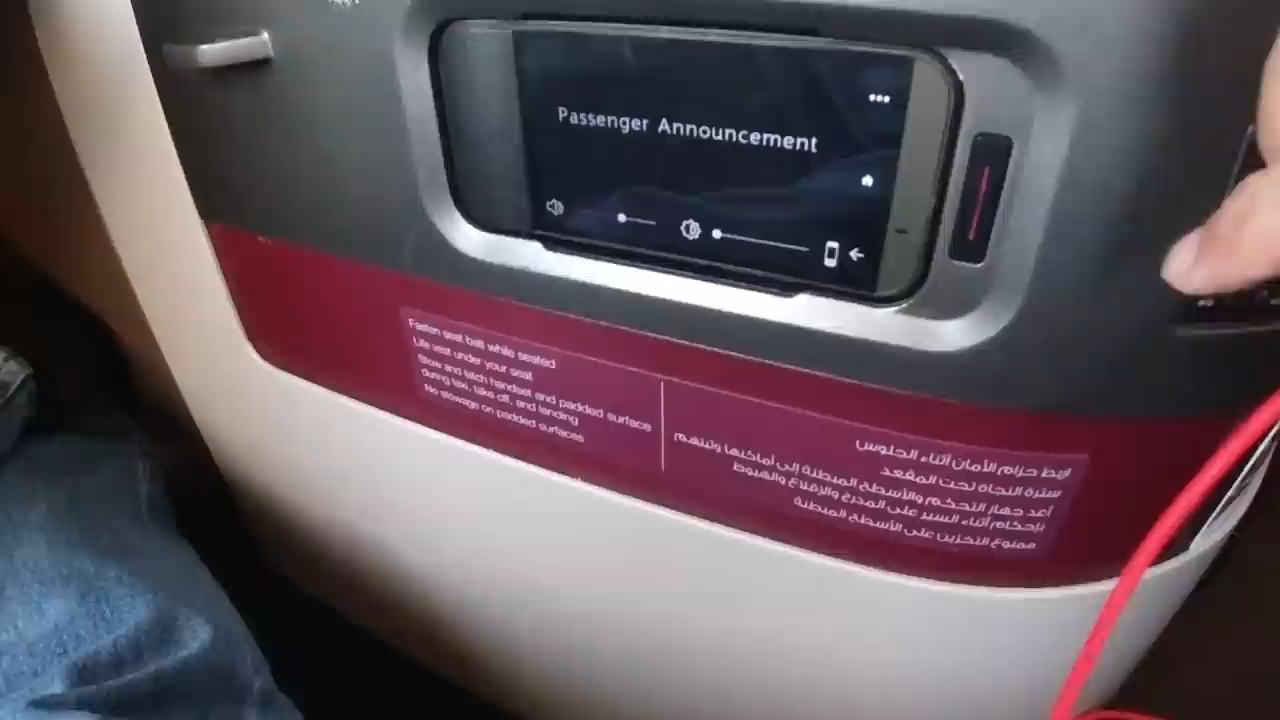 Passenger Announcement
Fasten seat belt while seated
Life vest under your seat
Stow and latch handset and padded surface
during taxi, take off, and landing
No stowage on padded surfaces
اربط حزام الأمان أثناء الجلوس
سترة النجاة تحت المقعد
أعد جهاز التحكم والأسطح المبطنة إلى أماكنها وثبتهم
بإحكام أثناء السير على المدرج والإقلاع والهبوط
ممنوع التخزين على الأسطح المبطنة